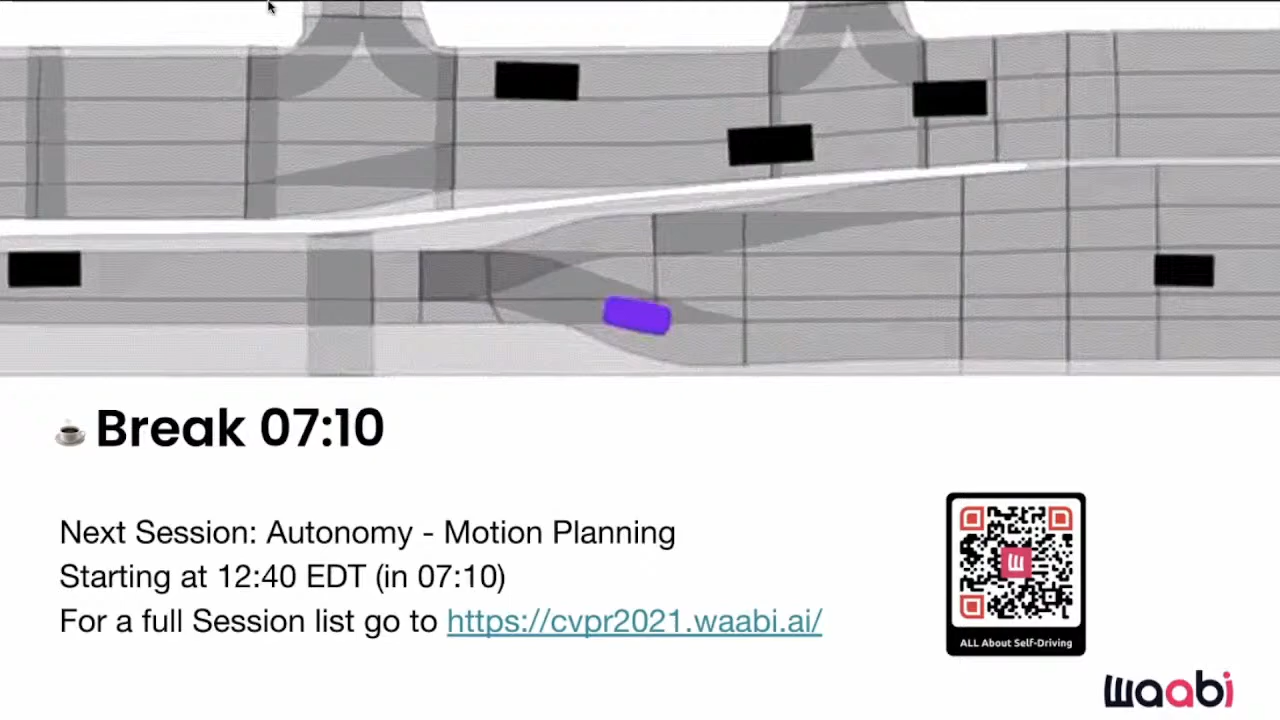 Break 07:10
Next Session: Autonomy - Motion Planning
Starting at 12:40 EDT (in 07:10)
For a full Session list go to https://cvpr2021.waabi.ai/
ALL About Self-Driving
waabi